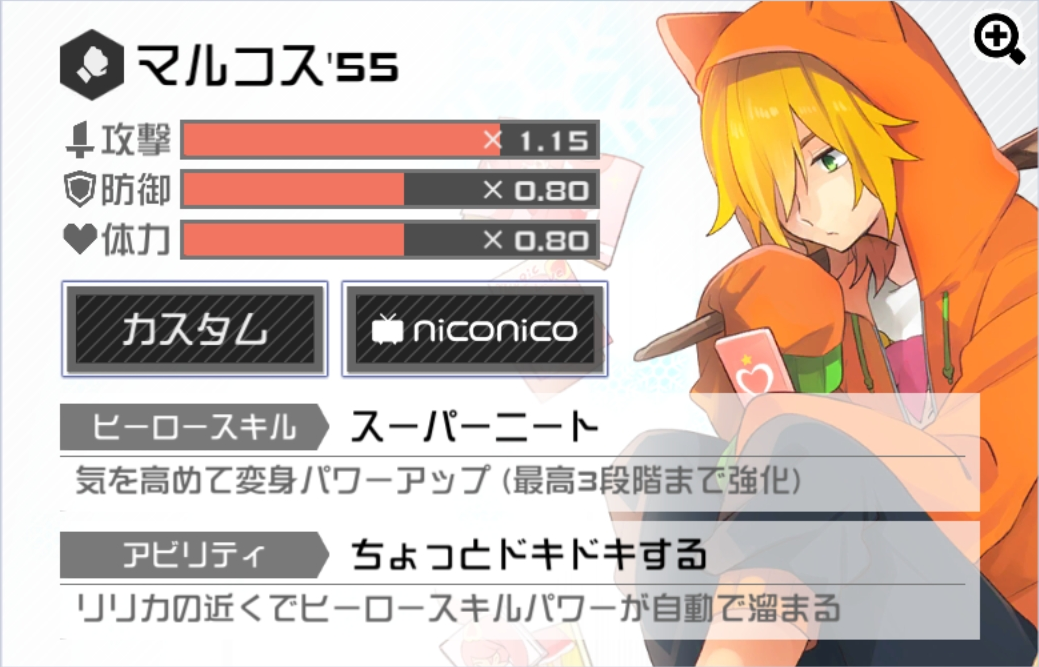 マルコス'55
攻撃 × 1.15
防御 × 0.80
体力 × 0.80
カスタム niconico
ヒーロースキル スーパーニート
気を高めて変身パワーアップ (最高3段階まで強化)
アビリティ ちょっとドキドキする
リリカの近くでヒーロースキルパワーが自動で溜まる